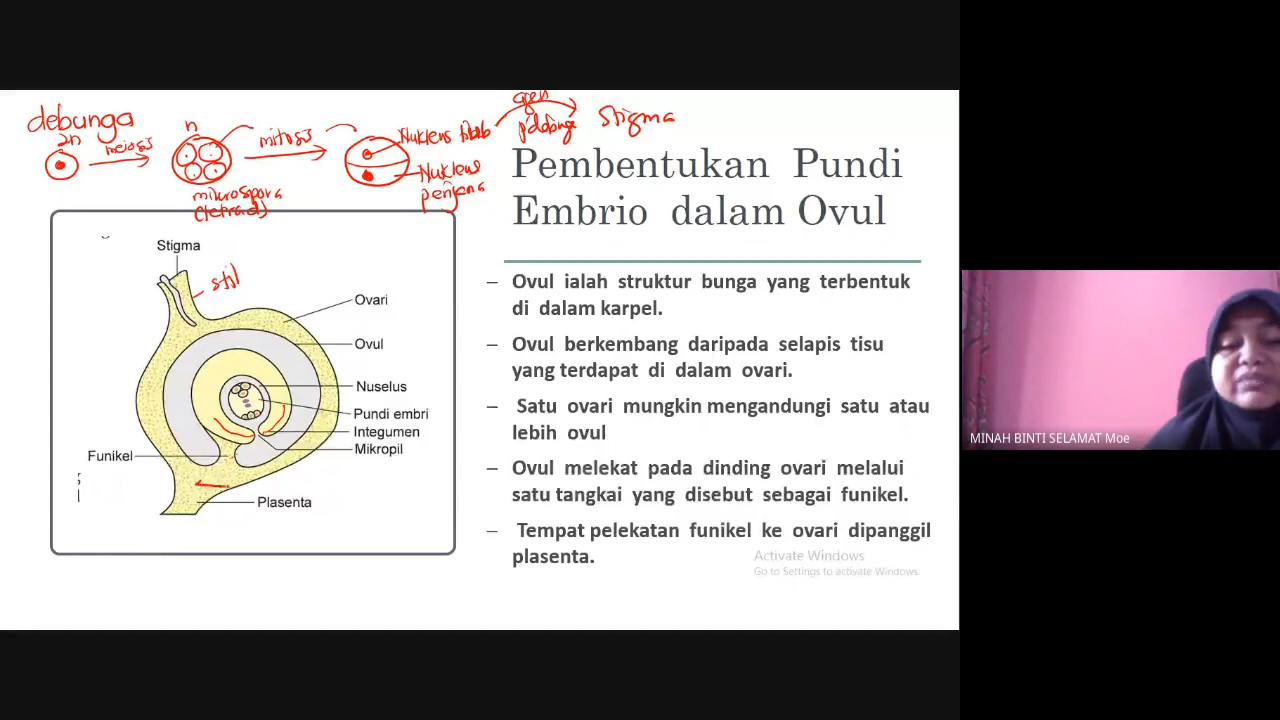 debunga
2n
meiosis
n
mikrospora
(tetrad)
mitosis
Nukleus tiub
Nukleus
penjana
agen
Stigma
Pembentukan Pundi
Embrio dalam Ovul
Stigma
stil
Ovari
Ovul
Nuselus
Pundi embri
Integumen
Mikropil
Funikel
Plasenta
– Ovul ialah struktur bunga yang terbentuk
di dalam karpel.
– Ovul berkembang daripada selapis tisu
yang terdapat di dalam ovari.
– Satu ovari mungkin mengandungi satu atau
lebih ovul
– Ovul melekat pada dinding ovari melalui
satu tangkai yang disebut sebagai funikel.
– Tempat pelekatan funikel ke ovari dipanggil
plasenta.
Activate Windows
Go to Settings to activate Windows.
MINAH BINTI SELAMAT Moe